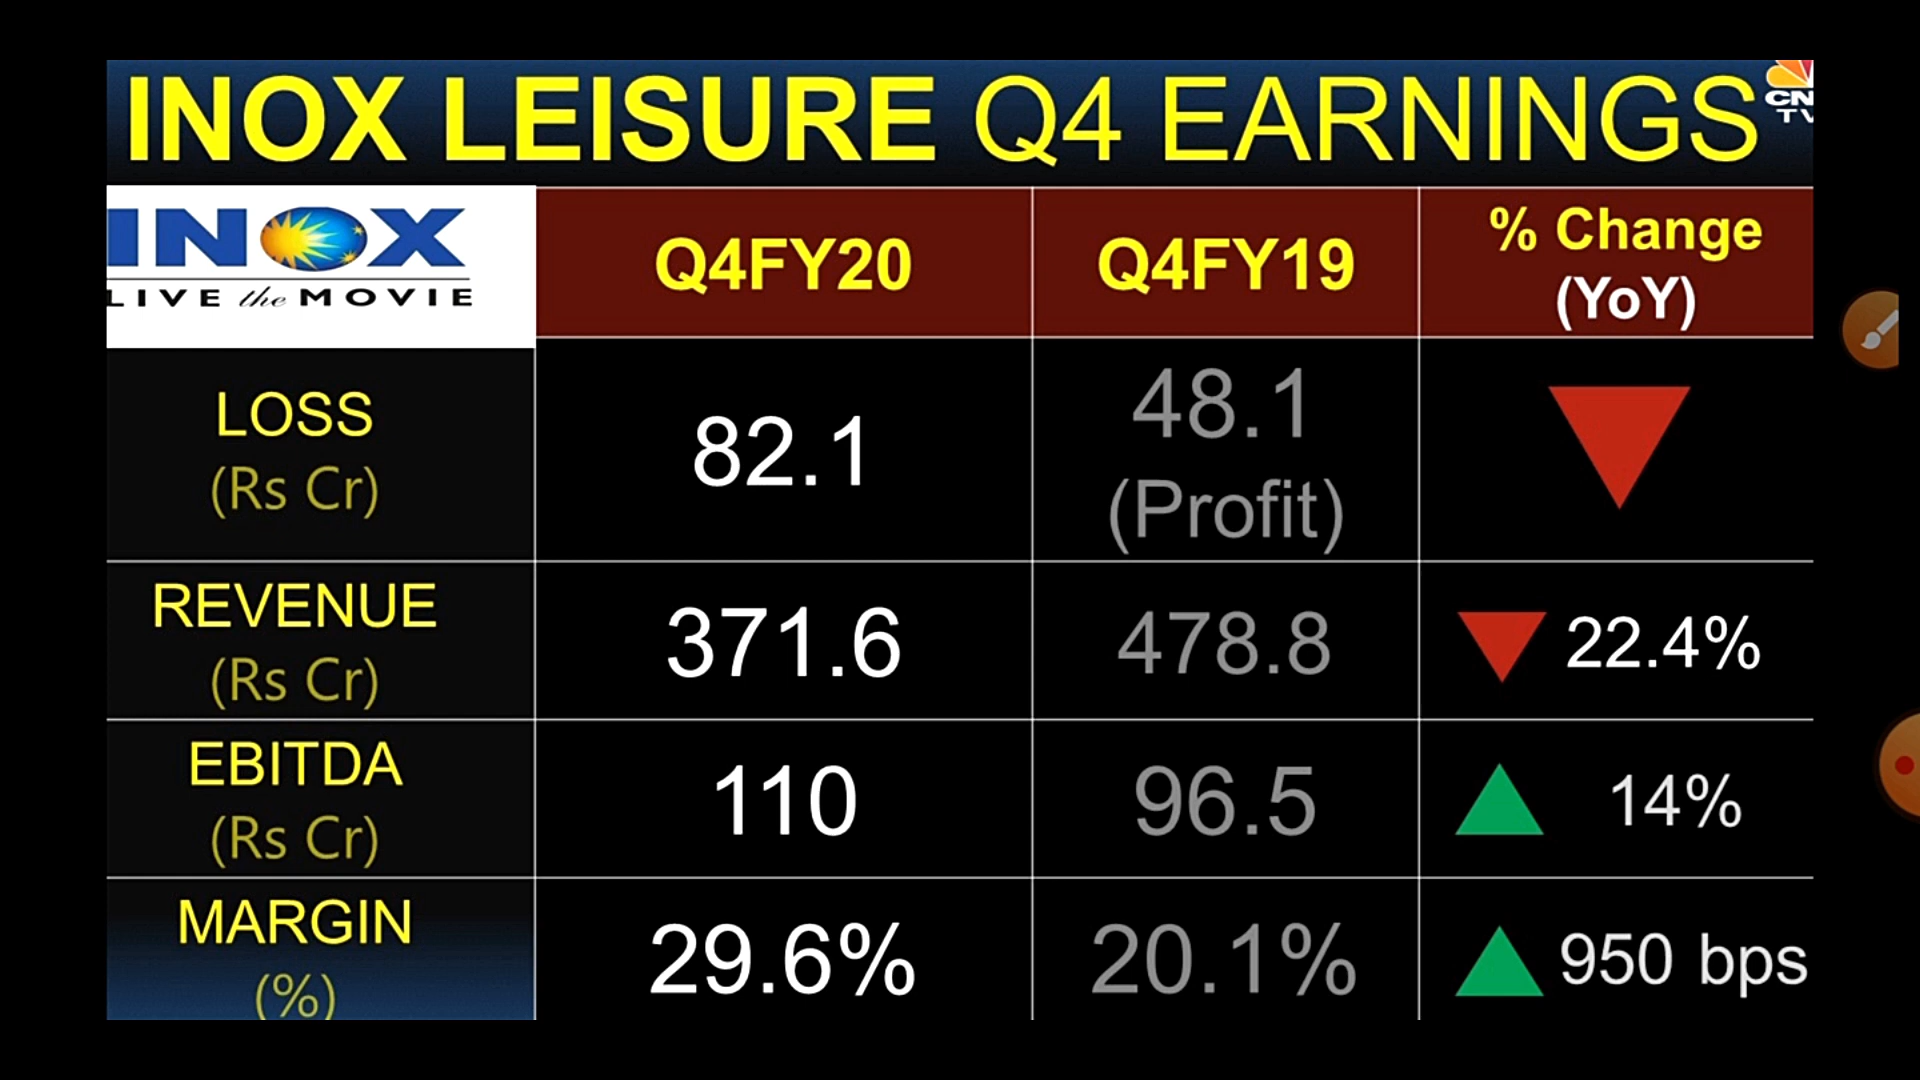 INOX LEISURE Q4 EARNINGS
CN
TV
INOX
LIVE the MOVIE
Q4FY20
Q4FY19
% Change
(YoY)
LOSS
(Rs Cr)
82.1
48.1
(Profit)
REVENUE
(Rs Cr)
371.6
478.8
22.4%
EBITDA
(Rs Cr)
110
96.5
14%
MARGIN
(%)
29.6%
20.1%
950 bps